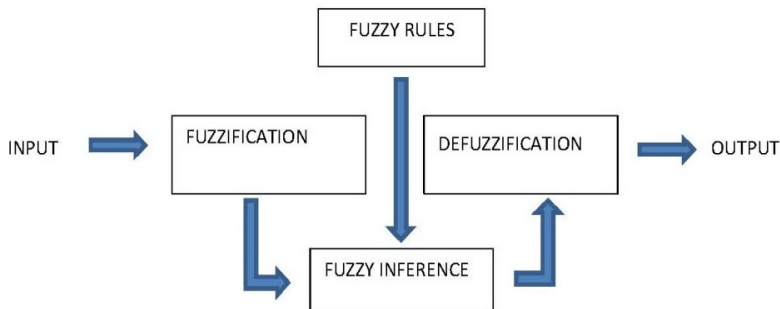 FUZZY RULES
INPUT
FUZZIFICATION
DEFUZZIFICATION
OUTPUT
FUZZY INFERENCE